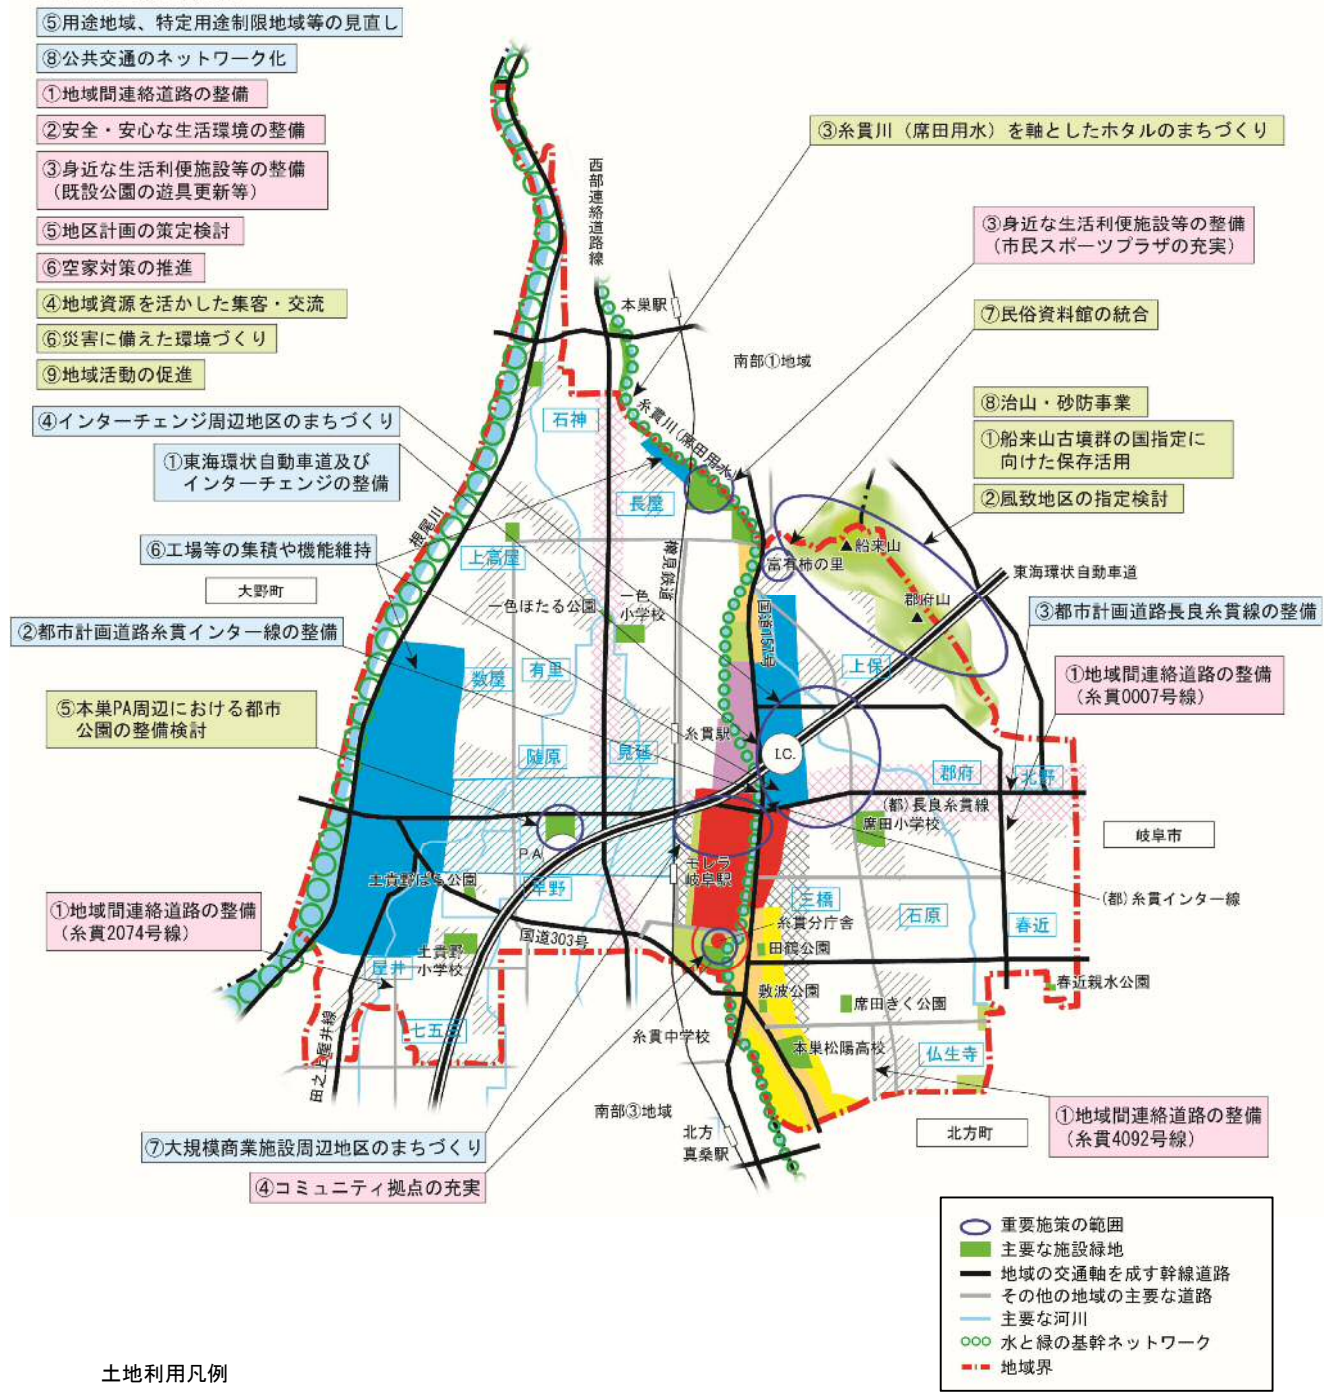 ⑤用途地域、特定用途制限地域等の見直し
⑧公共交通のネットワーク化
①地域間連絡道路の整備
②安全・安心な生活環境の整備
③身近な生活利便施設等の整備
（既設公園の遊具更新等）
⑤地区計画の策定検討
⑥空家対策の推進
④地域資源を活かした集客・交流
⑥災害に備えた環境づくり
⑨地域活動の促進
④インターチェンジ周辺地区のまちづくり
①東海環状自動車道及び
インターチェンジの整備
⑥工場等の集積や機能維持
大野町
②都市計画道路糸貫インター線の整備
⑤本巣PA周辺における都市
公園の整備検討
①地域間連絡道路の整備
（糸貫2074号線）
⑦大規模商業施設周辺地区のまちづくり
④コミュニティ拠点の充実
③糸貫川（席田用水）を軸としたホタルのまちづくり
③身近な生活利便施設等の整備
（市民スポーツプラザの充実）
⑦民俗資料館の統合
⑧治山・砂防事業
①船来山古墳群の国指定に
向けた保存活用
②風致地区の指定検討
東海環状自動車道
③都市計画道路長良糸貫線の整備
①地域間連絡道路の整備
（糸貫0007号線）
岐阜市
（都）糸貫インター線
①地域間連絡道路の整備
（糸貫4092号線）
北方町
西部連絡道路線
本巣駅
南部①地域
石神
糸貫川（席田用水）
長屋
根尾川
上高屋
樽見鉄道
富有柿の里
船来山
郡府山
一色ほたる公園
一色
小学校
国道157号
上保
数屋
有里
糸貫駅
I.C.
随原
見延
郡府
北野
（都）長良糸貫線
席田小学校
P.A
モレラ
岐阜駅
土貴野ばら公園
早野
三橋
石原
春近
国道303号
糸貫分庁舎
田鶴公園
土貴野
小学校
屋井
敷波公園
席田きく公園
春近親水公園
七五三
糸貫中学校
本巣松陽高校
仏生寺
田之上屋井線
南部③地域
北方
真桑駅
重要施策の範囲
主要な施設緑地
地域の交通軸を成す幹線道路
その他の地域の主要な道路
主要な河川
水と緑の基幹ネットワーク
地域界
土地利用凡例